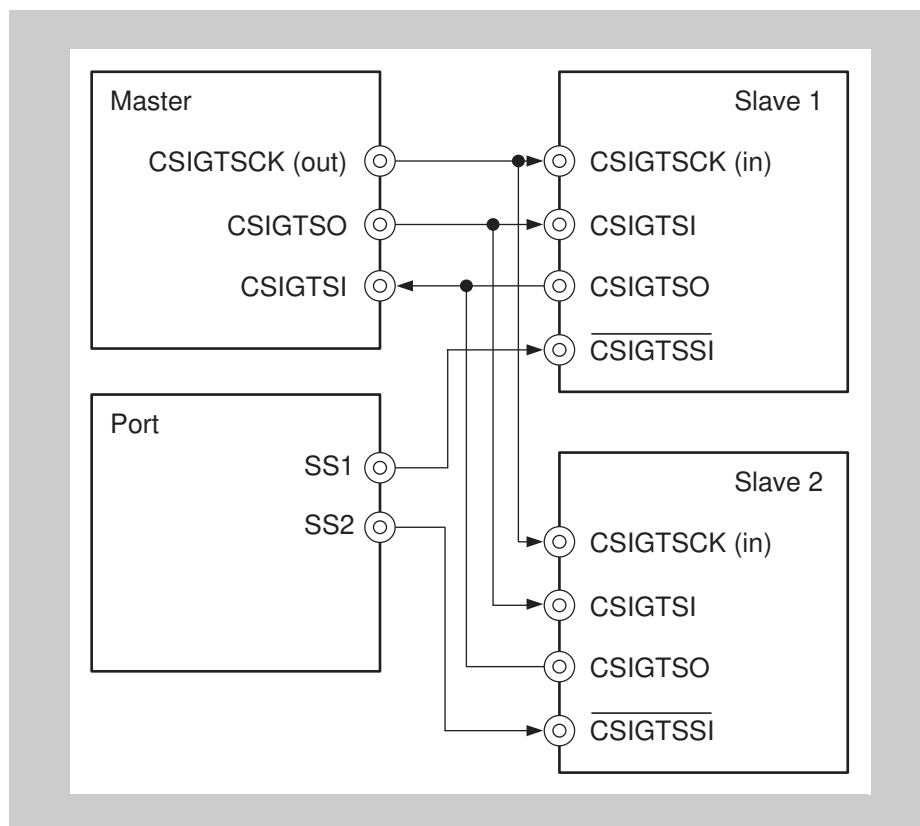 Master
CSIGTSCK (out)
CSIGTSO
CSIGTSI
Port
SS1
SS2
Slave 1
CSIGTSCK (in)
CSIGTSI
CSIGTSO
CSIGTSSI
Slave 2
CSIGTSCK (in)
CSIGTSI
CSIGTSO
CSIGTSSI